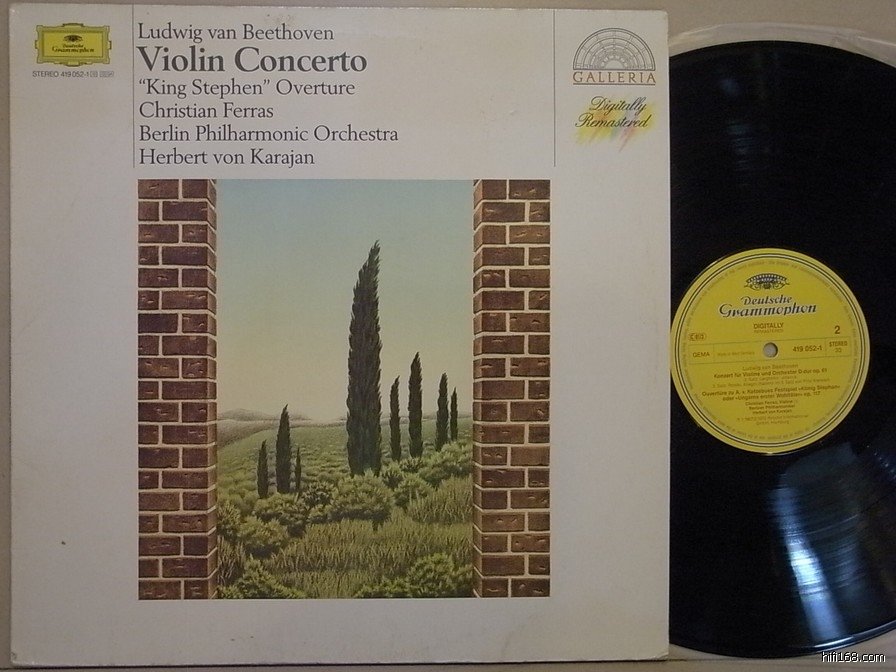 Deutsche
Grammophon
STEREO 419 052-1
Ludwig van Beethoven
Violin Concerto
“King Stephen” Overture
Christian Ferras
Berlin Philharmonic Orchestra
Herbert von Karajan
GALLERIA
Digitally
Remastered
Deutsche
Grammophon
DIGITALLY
REMASTERED
2
GEMA
419 052-1
STEREO
33
Ludwig van Beethoven
Konzert für Violine und Orchester D-dur op. 61
Ouvertüre zu A. v. Kotzebues Festspiel »König Stephan«
oder »Ungarns erster Wohltäter« op. 117
Christian Ferras, Violine
Berliner Philharmoniker
Herbert von Karajan
hifi168.com